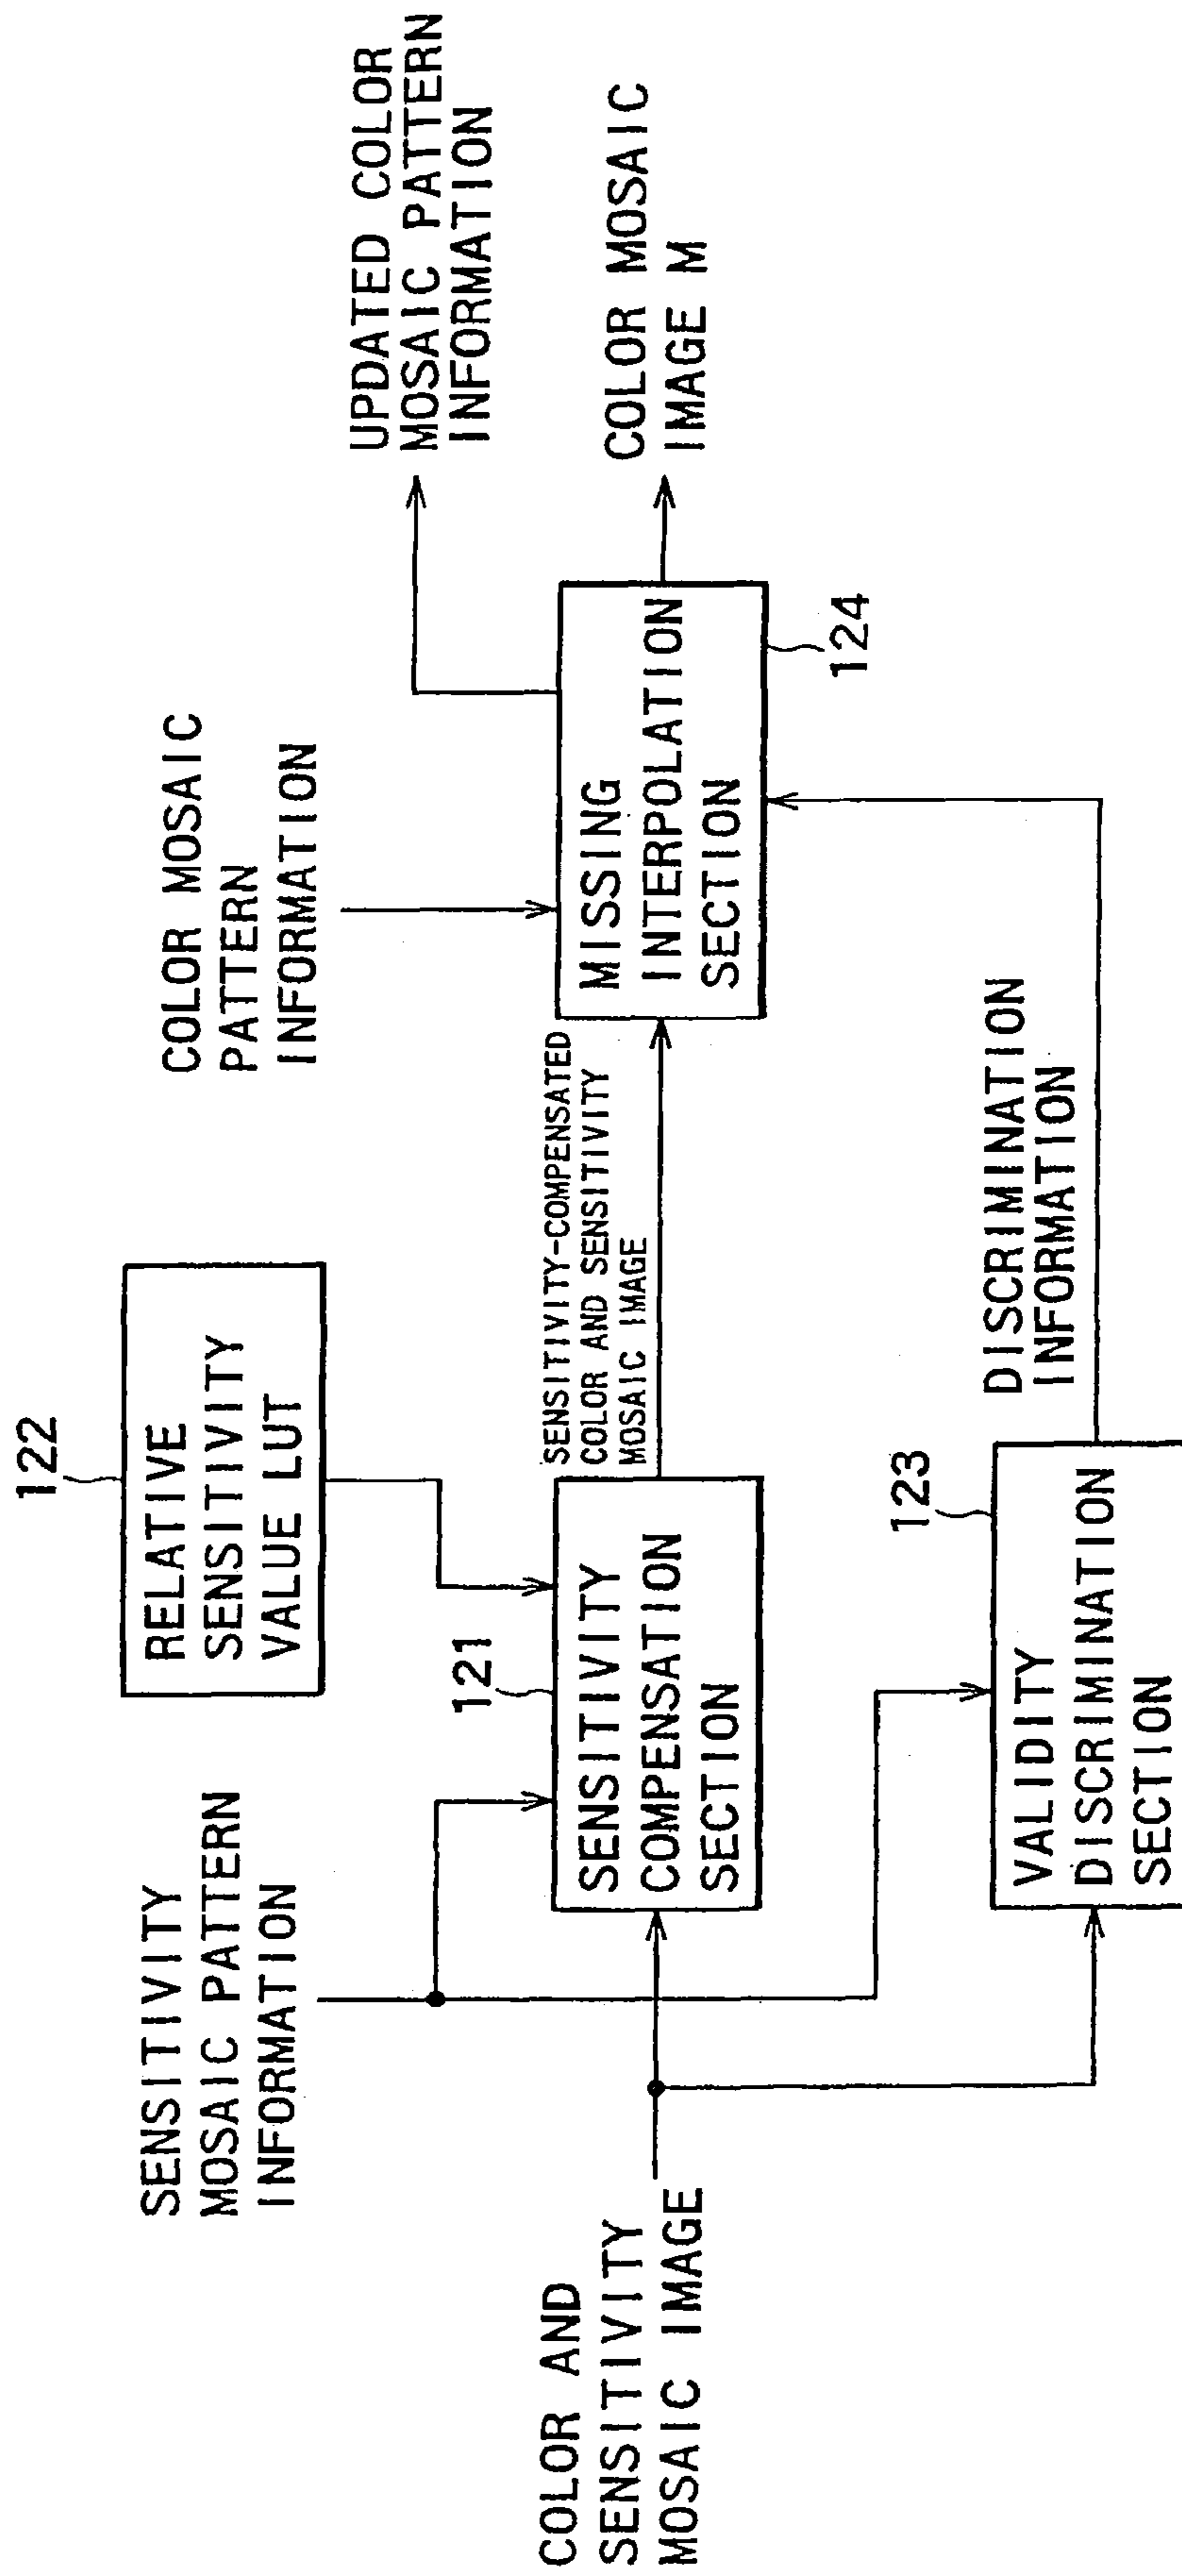 122
RELATIVE
SENSITIVITY
VALUE LUT
SENSITIVITY
MOSAIC PATTERN
INFORMATION
COLOR MOSAIC
PATTERN
INFORMATION
UPDATED COLOR
MOSAIC PATTERN
INFORMATION
COLOR AND
SENSITIVITY
MOSAIC IMAGE
121
SENSITIVITY
COMPENSATION
SECTION
SENSITIVITY-COMPENSATED
COLOR AND SENSITIVITY
MOSAIC IMAGE
MISSING
INTERPOLATION
SECTION
124
COLOR MOSAIC
IMAGE M
123
VALIDITY
DISCRIMINATION
SECTION
DISCRIMINATION
INFORMATION